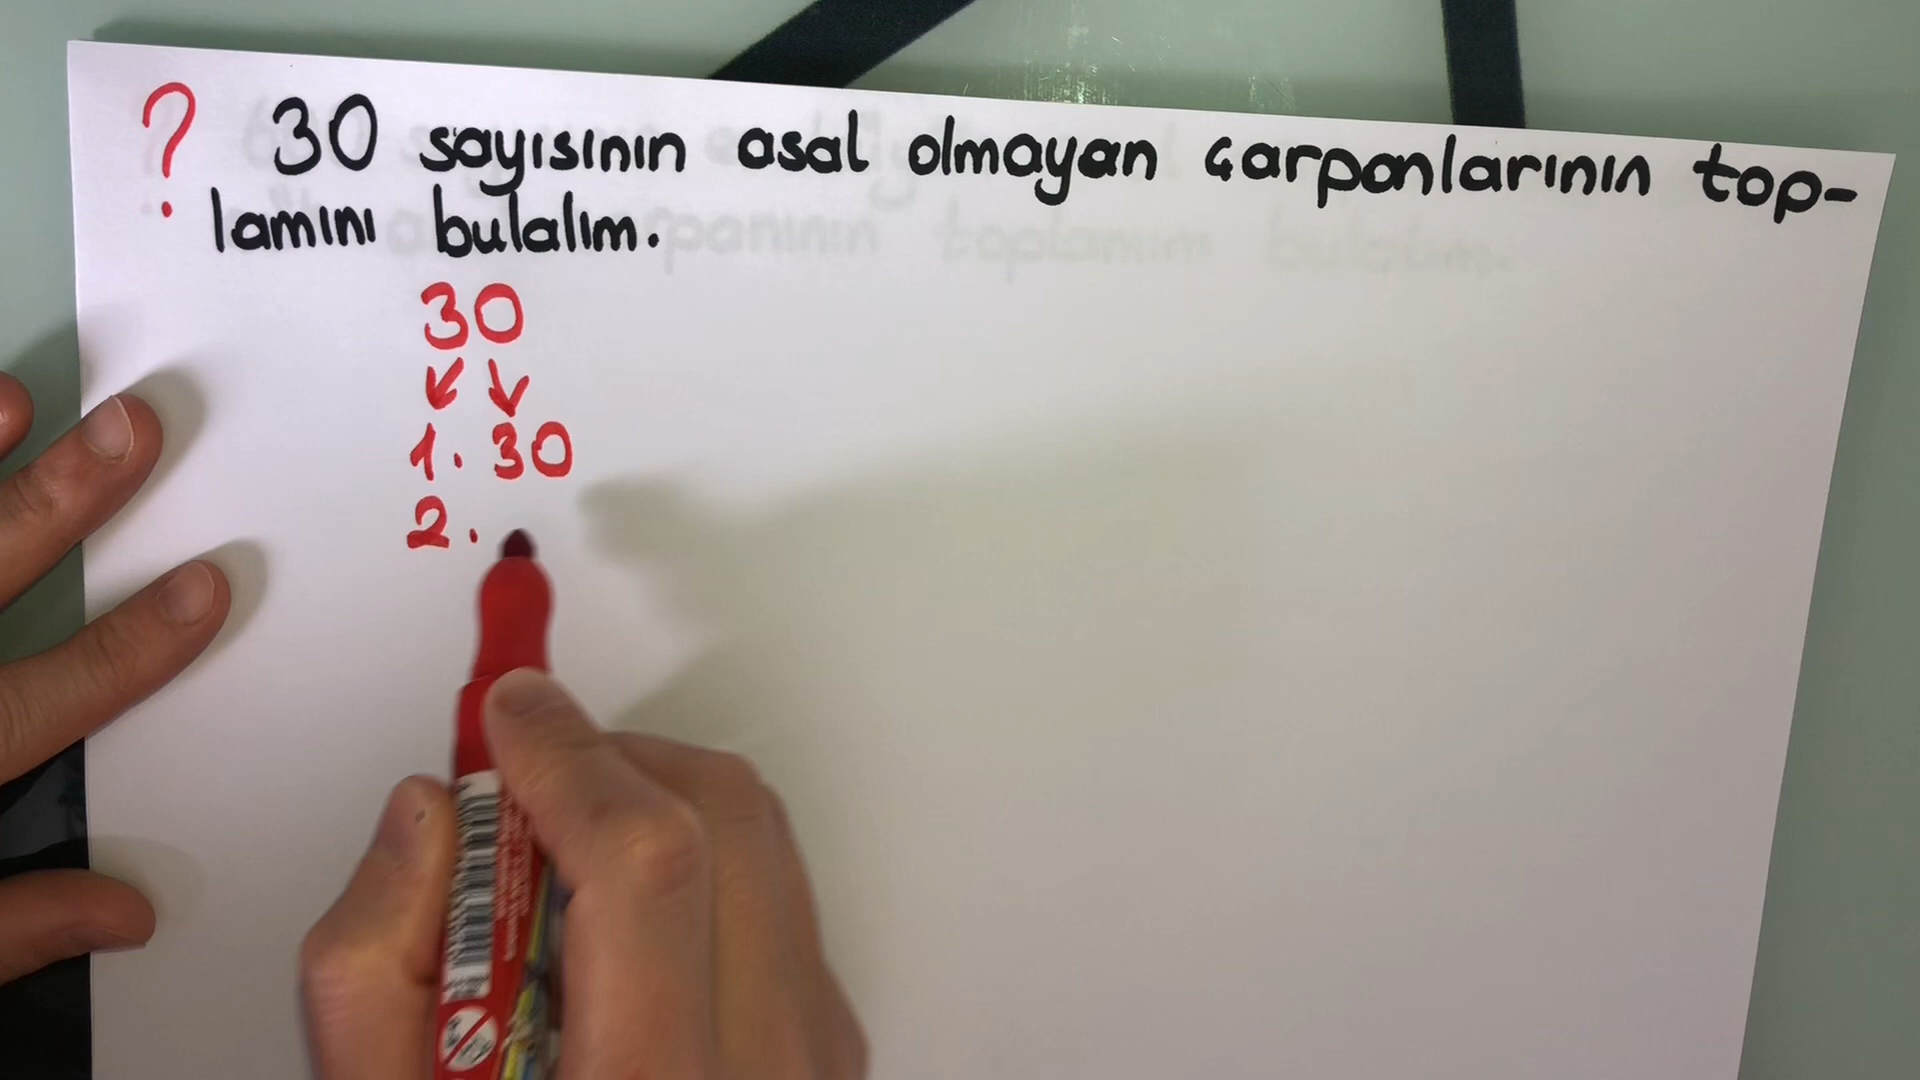 ? 30 sayısının asal olmayan çarpanlarının top-
lamını bulalım.
30
1. 30
2.